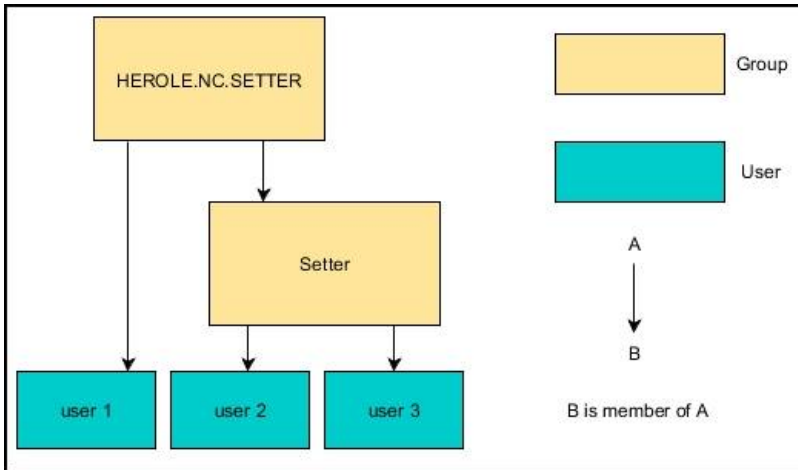 HEROLE.NC.SETTER
Group
User
Setter
A
B
user 1
user 2
user 3
B is member of A